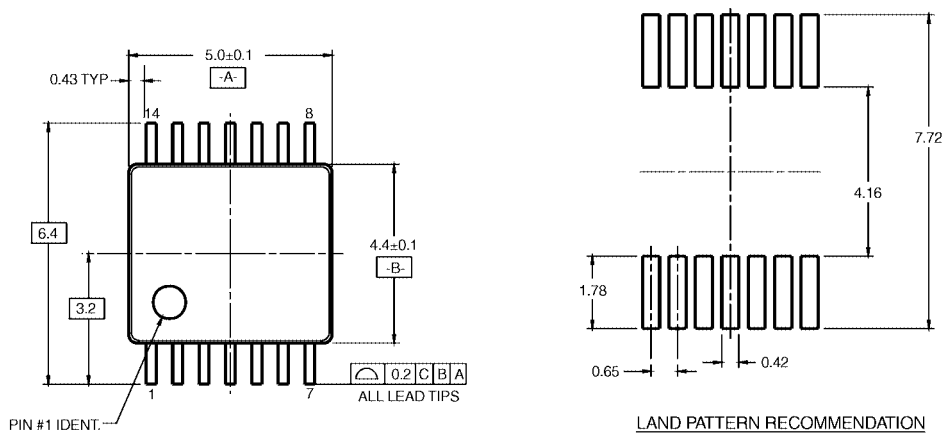 5.0±0.1
-A-
0.43 TYP
14
8
6.4
3.2
4.4±0.1
-B-
1
7
0.2 C B A
ALL LEAD TIPS
PIN #1 IDENT.
7.72
4.16
1.78
0.65
0.42
LAND PATTERN RECOMMENDATION